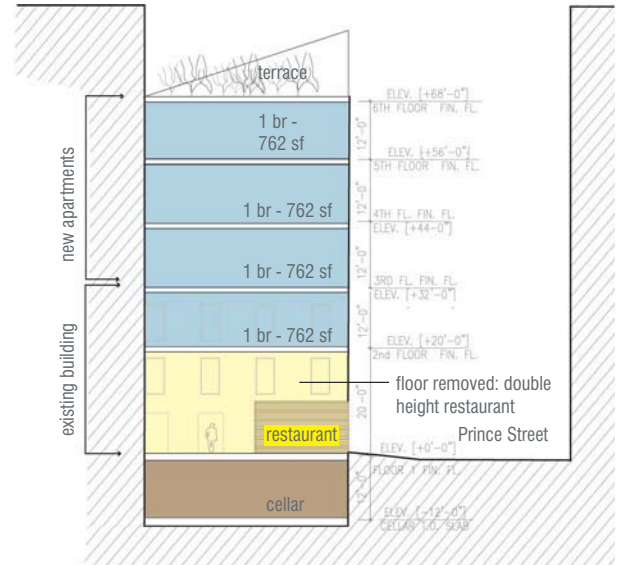 terrace
ELEV. [+68'-0"]
6TH FLOOR FIN. FL.
1 br -
762 sf
12'-0"
ELEV. [+56'-0"]
5TH FLOOR FIN. FL.
new apartments
1 br - 762 sf
12'-0"
4TH FL. FIN. FL.
ELEV. [+44-0"]
1 br - 762 sf
12'-0"
3RD FL. FIN. FL.
ELEV. [+32'-0"]
1 br - 762 sf
12'-0"
ELEV. [+20'-0"]
2nd FLOOR FIN. FL.
existing building
floor removed: double
height restaurant
20'-0"
restaurant
Prince Street
ELEV. [+0'-0"]
FLOOR 1 FIN. FL.
cellar
12'-0"
ELEV. [-12'-0"]
CELLAR T.O. SLAB